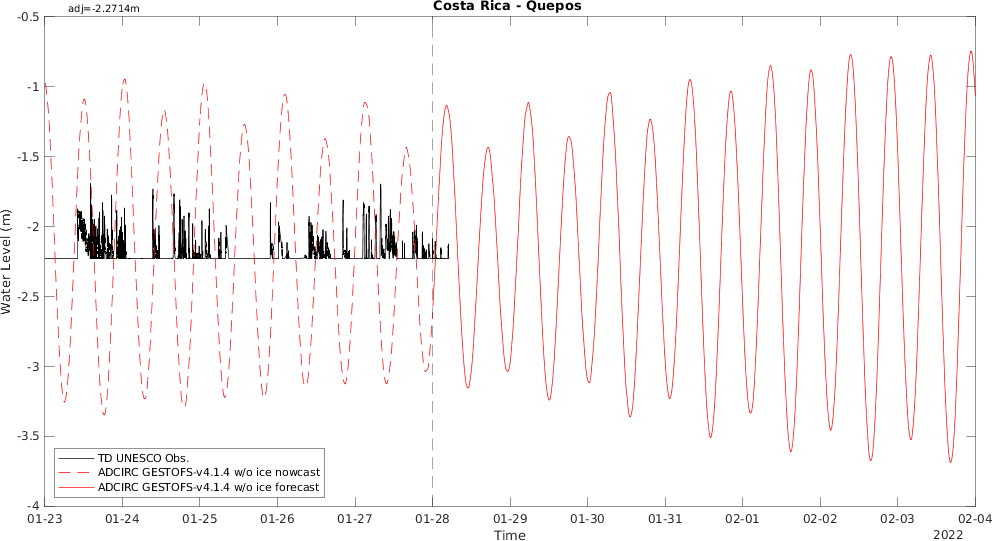 adj=-2.2714m
Costa Rica - Quepos
Water Level (m)
-0.5
-1
-1.5
-2
-2.5
-3
-3.5
-4
TD UNESCO Obs.
ADCIRC GESTOFS-v4.1.4 w/o ice nowcast
ADCIRC GESTOFS-v4.1.4 w/o ice forecast
01-23 01-24 01-25 01-26 01-27 01-28 01-29 01-30 01-31 02-01 02-02 02-03 02-04
Time
2022